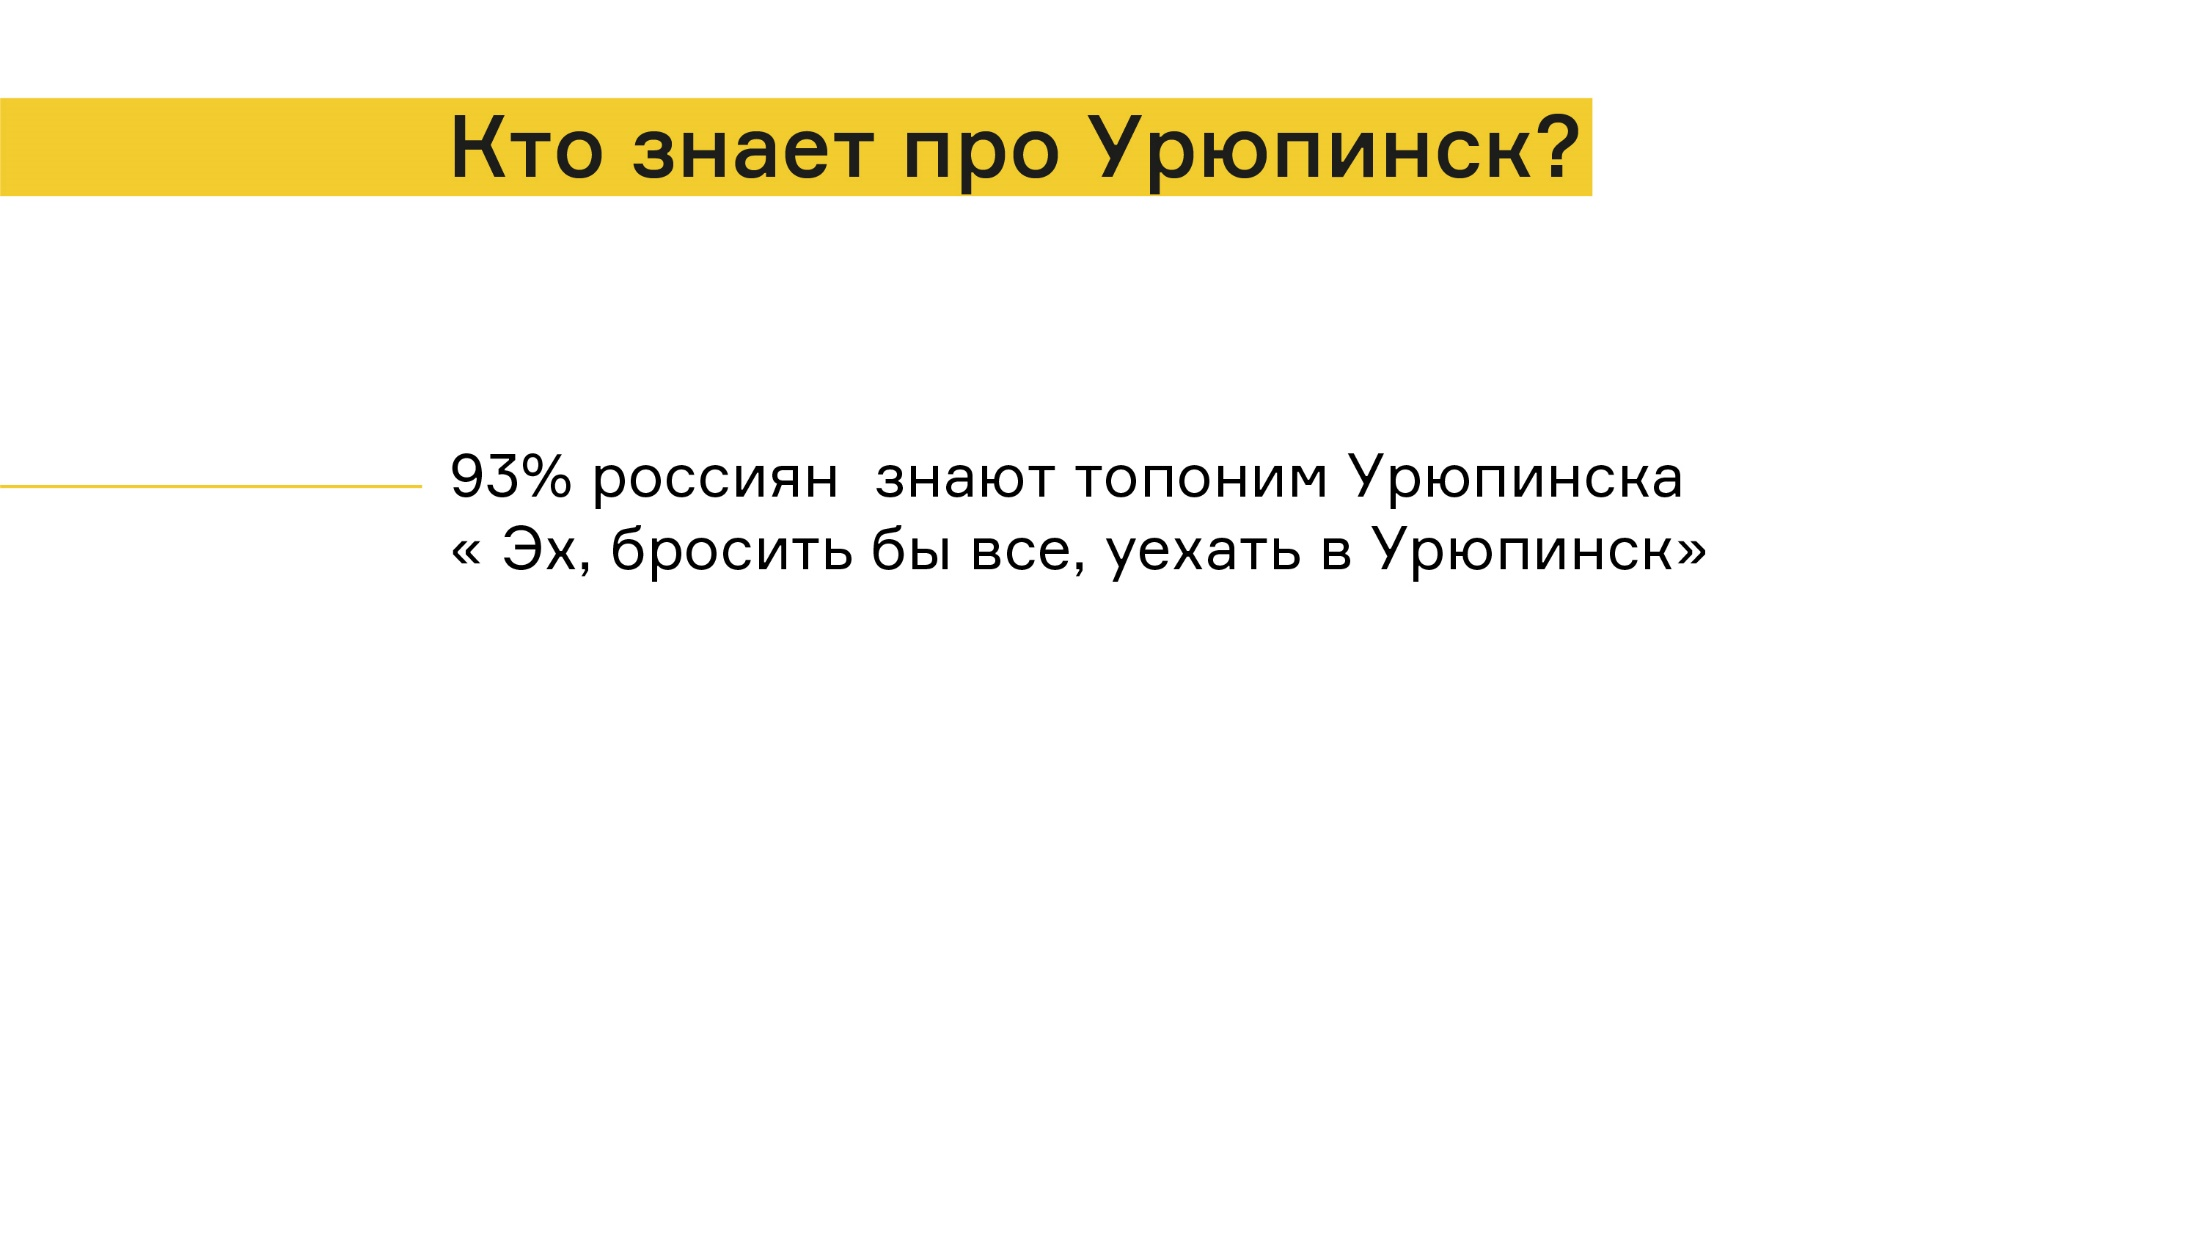 Кто знает про Урюпинск?
93% россиян  знают топоним Урюпинска
« Эх, бросить бы все, уехать в Урюпинск»